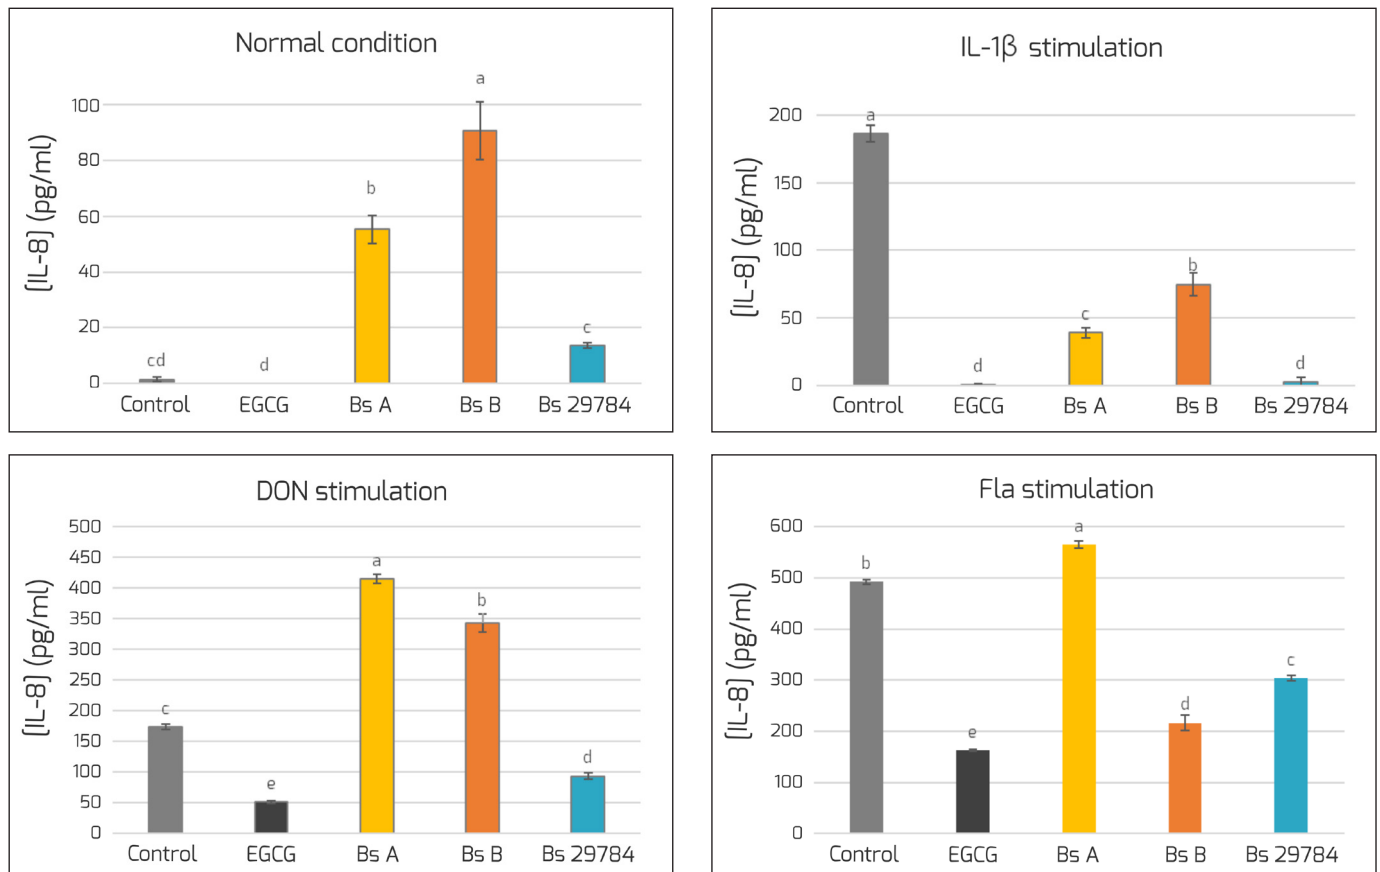 Normal condition
[IL-8] (pg/ml)
100
80
60
40
20
0
cd
d
b
a
c
Control EGCG Bs A Bs B Bs 29784
IL-1β stimulation
[IL-8] (pg/ml)
200
150
100
50
0
a
d
c
b
d
Control EGCG Bs A Bs B Bs 29784
DON stimulation
[IL-8] (pg/ml)
500
450
400
350
300
250
200
150
100
50
0
c
e
a
b
d
Control EGCG Bs A Bs B Bs 29784
Fla stimulation
[IL-8] (pg/ml)
600
500
400
300
200
100
0
b
e
a
d
c
Control EGCG Bs A Bs B Bs 29784